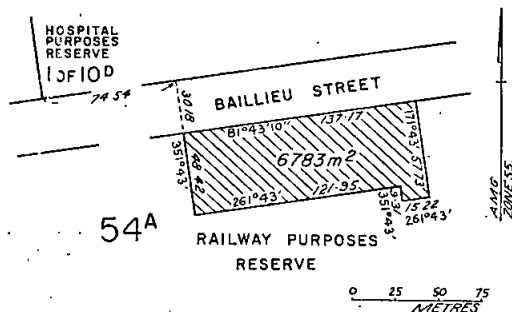 HOSPITAL
PURPOSES
RESERVE
1 OF 10D
74·54
30·18
BAILLIEU STREET
81°43'10"
137·17
171°43'
57·73
351°43'
48·42
6783m²
261°43'
121·95
9·31
351°43'
15·22
261°43'
54A
RAILWAY PURPOSES
RESERVE
AMG
ZONE 55
0 25 50 75
METRES